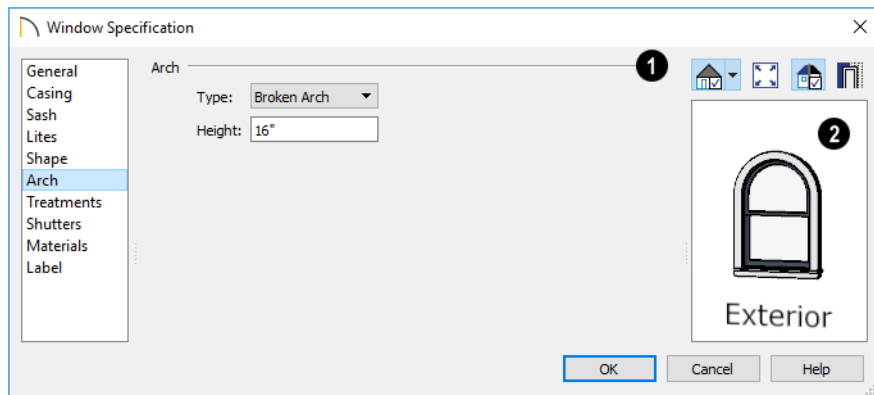 Window Specification
General
Casing
Sash
Lites
Shape
Arch
Treatments
Shutters
Materials
Label
Arch
Type: Broken Arch
Height: 16"
1
2
Exterior
OK Cancel Help